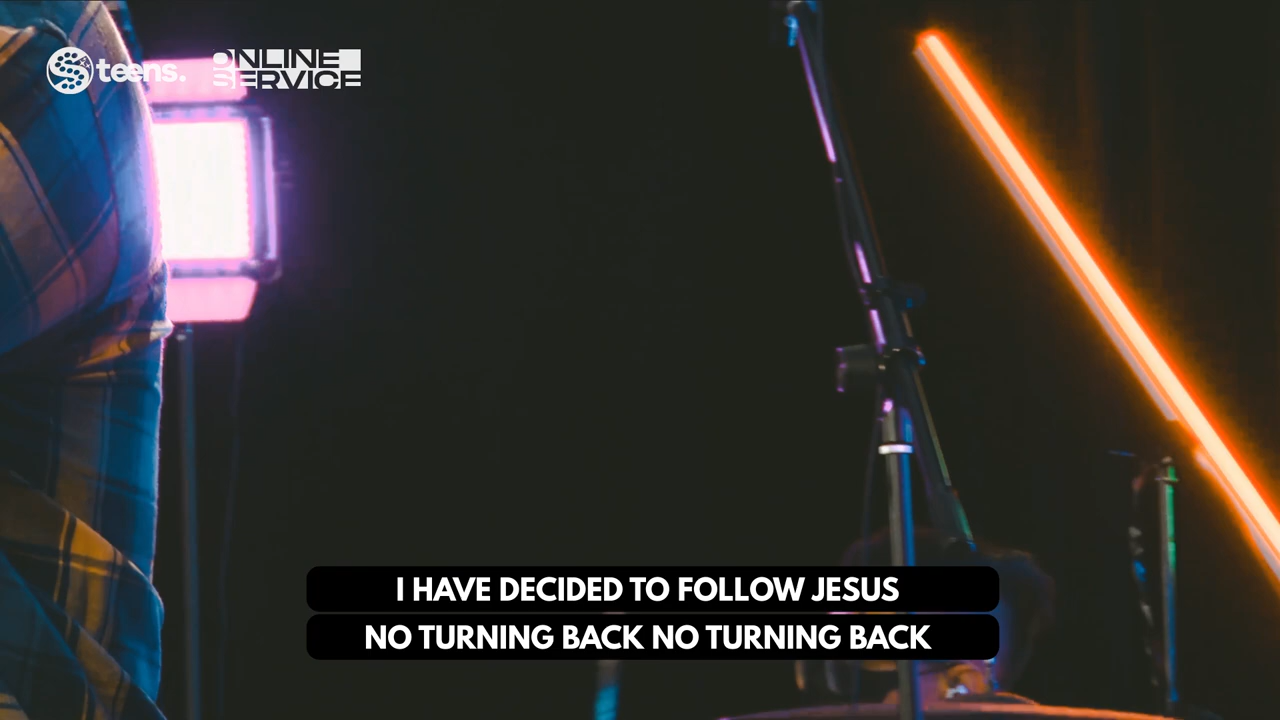 teens.
ONLINE
SERVICE
I HAVE DECIDED TO FOLLOW JESUS
NO TURNING BACK NO TURNING BACK